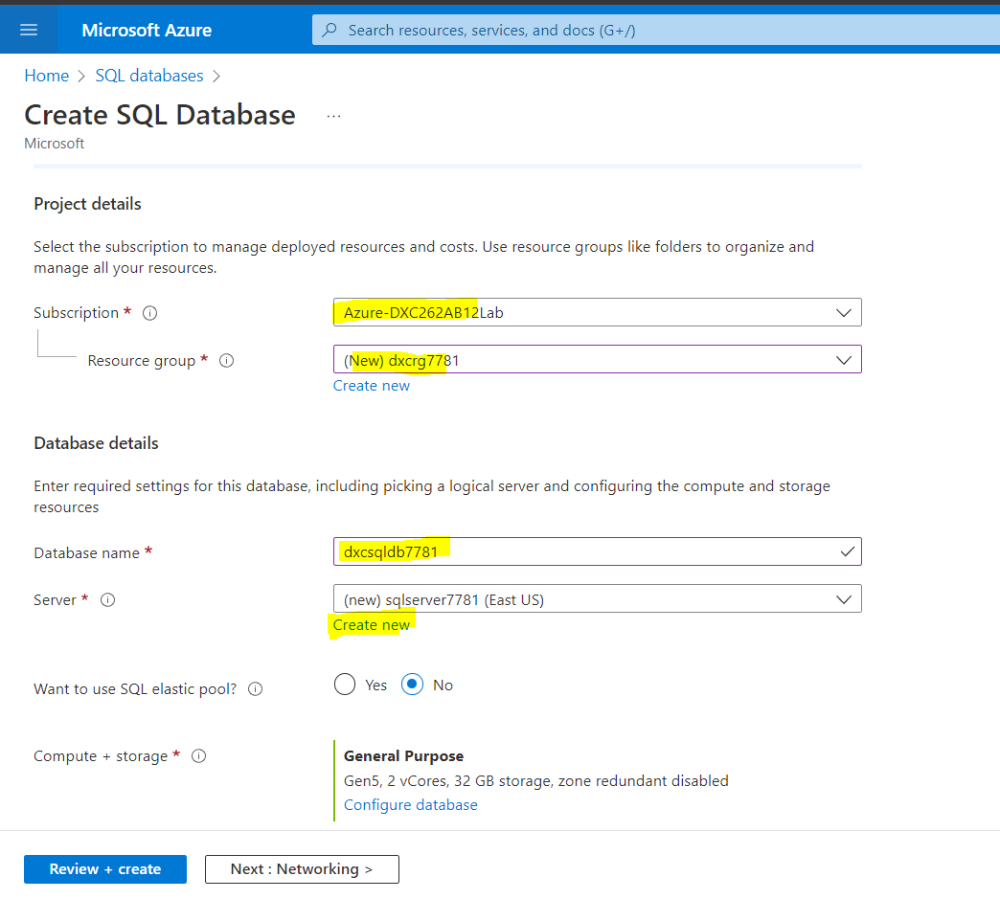 Microsoft Azure
Search resources, services, and docs (G+/)
Home > SQL databases >
Create SQL Database ...
Microsoft
Project details
Select the subscription to manage deployed resources and costs. Use resource groups like folders to organize and
manage all your resources.
Subscription *
Azure-DXC262AB12Lab
Resource group *
(New) dxcrg7781
Create new
Database details
Enter required settings for this database, including picking a logical server and configuring the compute and storage
resources
Database name *
dxcsqldb7781
Server *
(new) sqlserver7781 (East US)
Create new
Want to use SQL elastic pool?
Yes No
Compute + storage *
General Purpose
Gen5, 2 vCores, 32 GB storage, zone redundant disabled
Configure database
Review + create
Next : Networking >